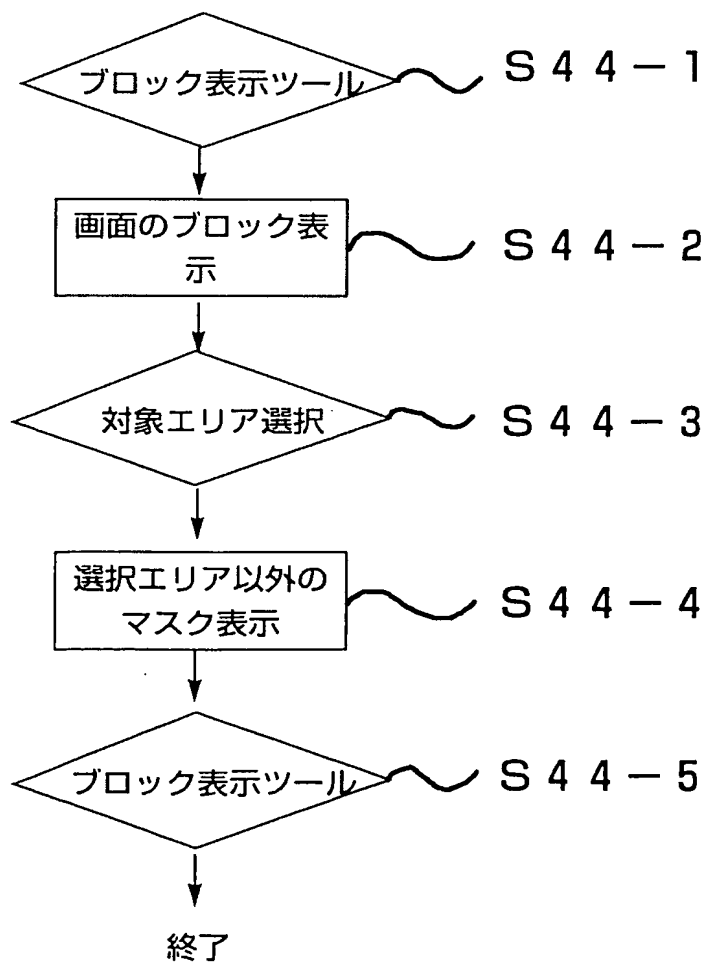 ブロック表示ツール
S44-1
画面のブロック表
示
S44-2
対象エリア選択
S44-3
選択エリア以外の
マスク表示
S44-4
ブロック表示ツール
S44-5
終了